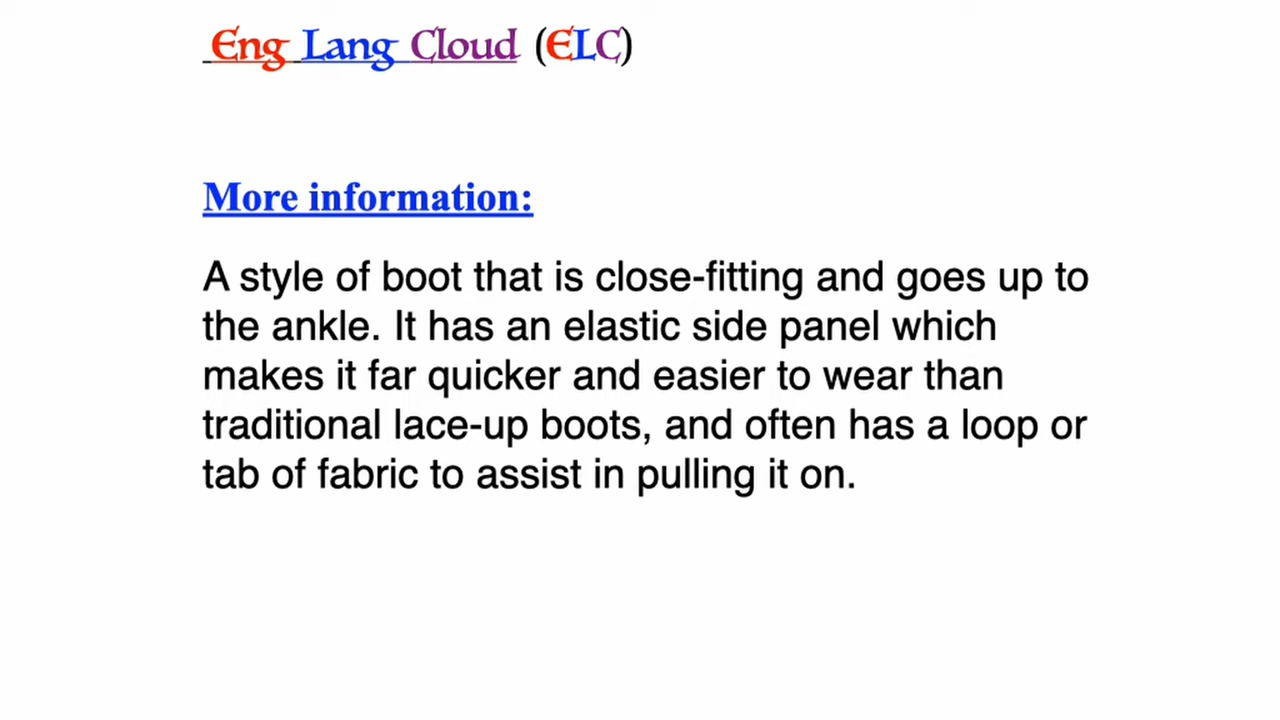 Eng Lang Cloud (ELC)
More information:
A style of boot that is close-fitting and goes up to
the ankle. It has an elastic side panel which
makes it far quicker and easier to wear than
traditional lace-up boots, and often has a loop or
tab of fabric to assist in pulling it on.